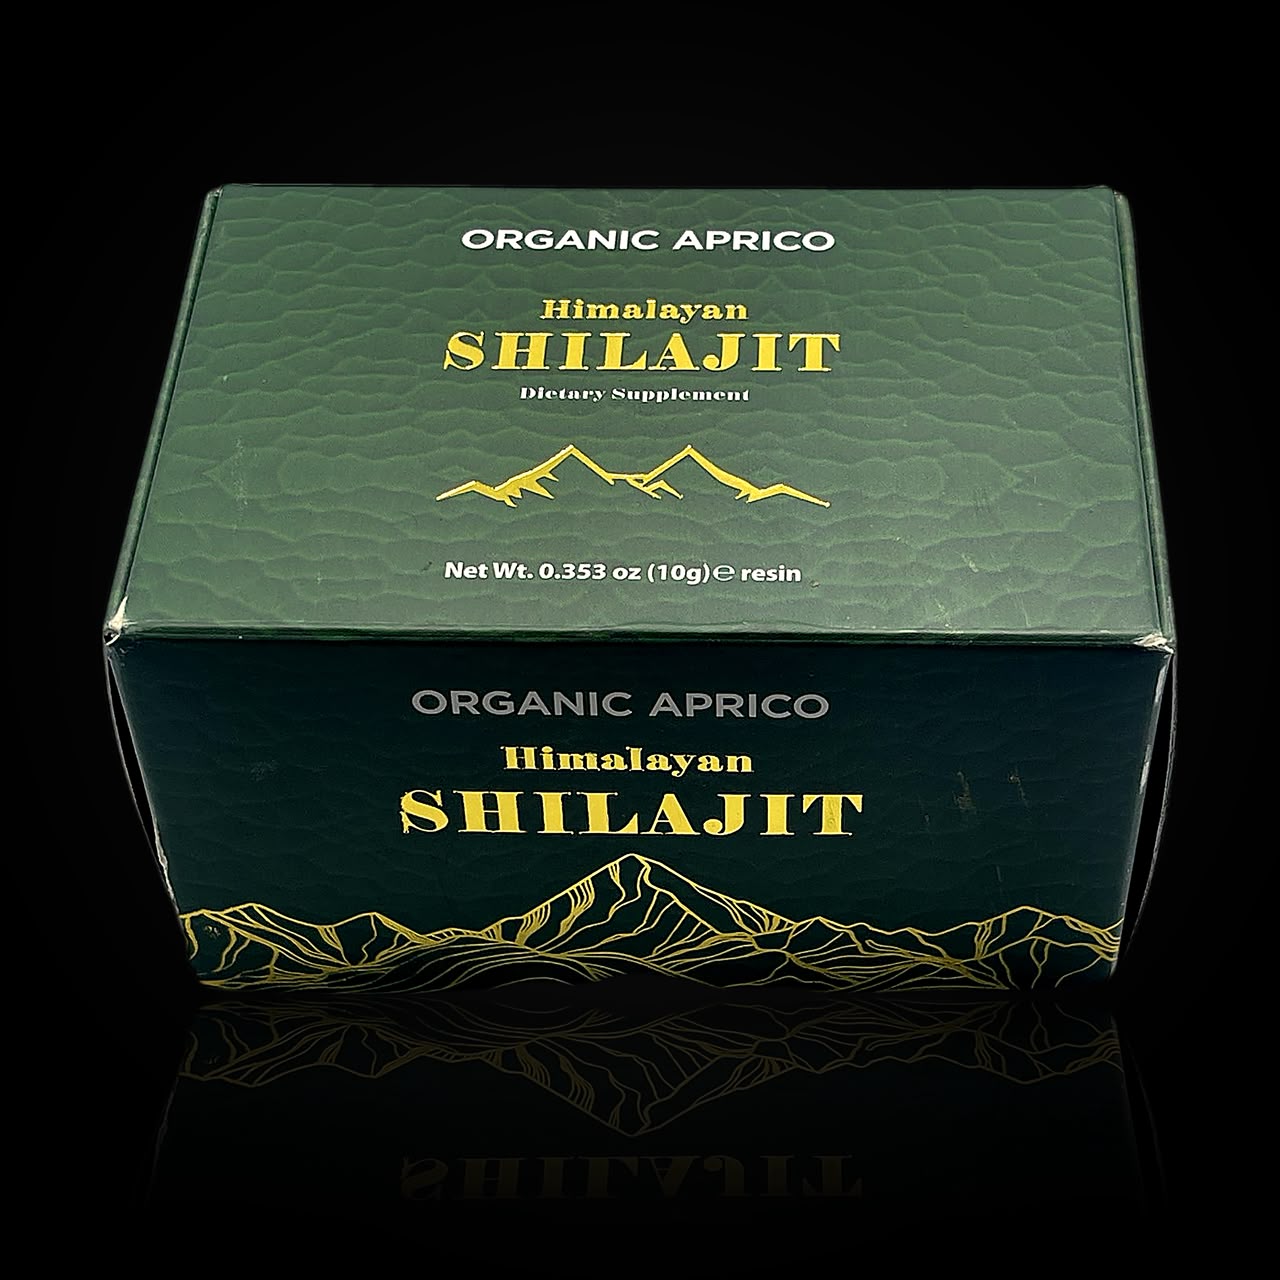 ORGANIC APRICO
Himalayan
SHILAJIT
Dietary Supplement
Net Wt. 0.353 oz (10g)℮ resin
ORGANIC APRICO
Himalayan
SHILAJIT